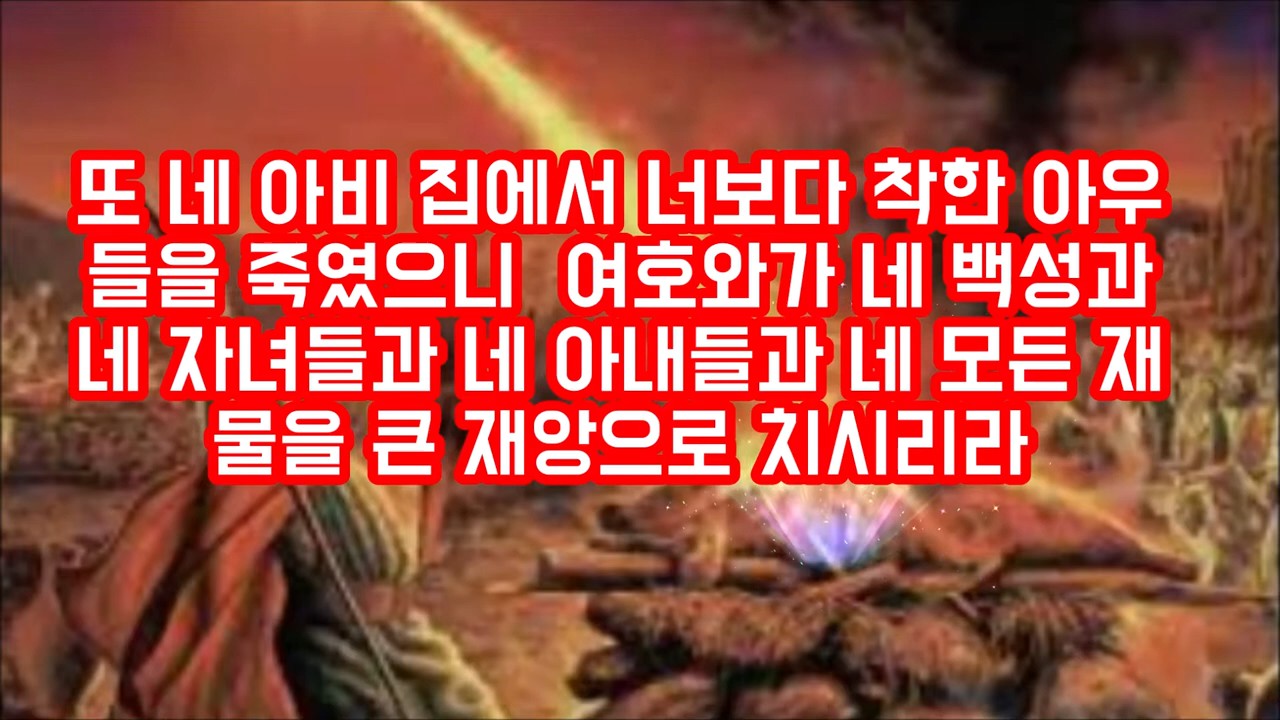 또 네 아비 집에서 너보다 착한 아우
들을 죽였으니  여호와가 네 백성과
네 자녀들과 네 아내들과 네 모든 재
물을 큰 재앙으로 치시리라